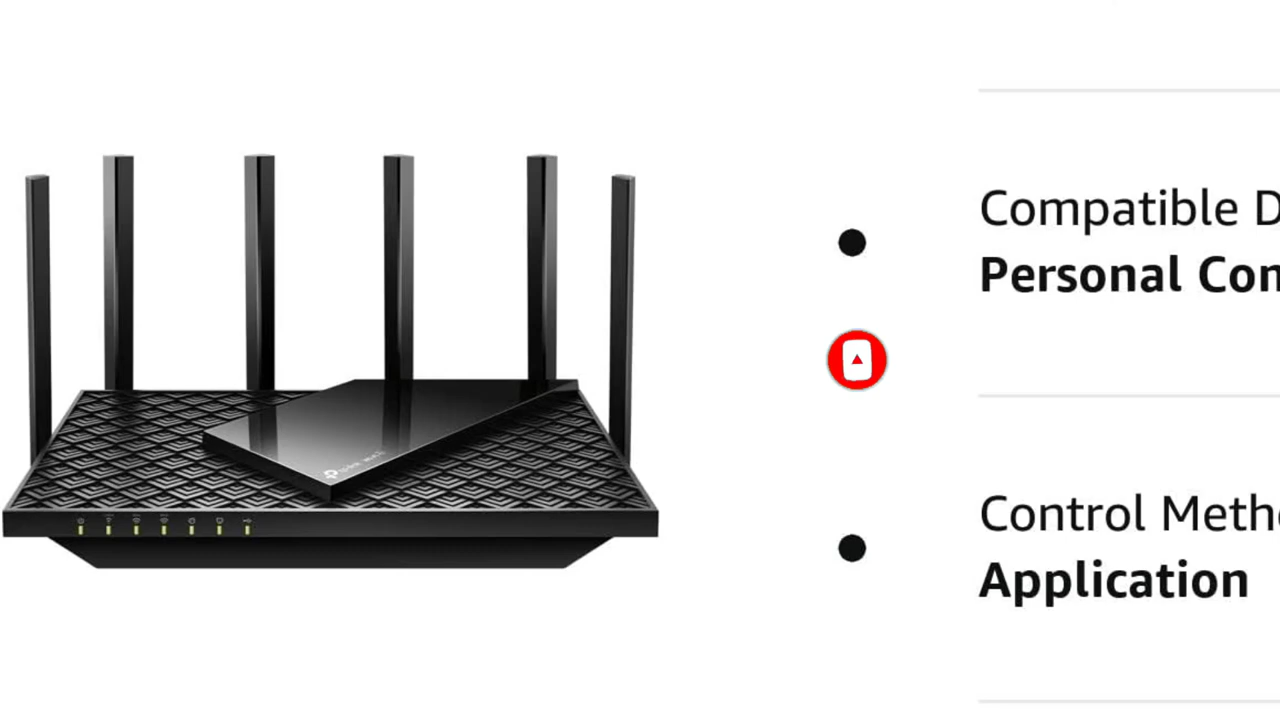 Compatible D
Personal Con
Control Meth
Application